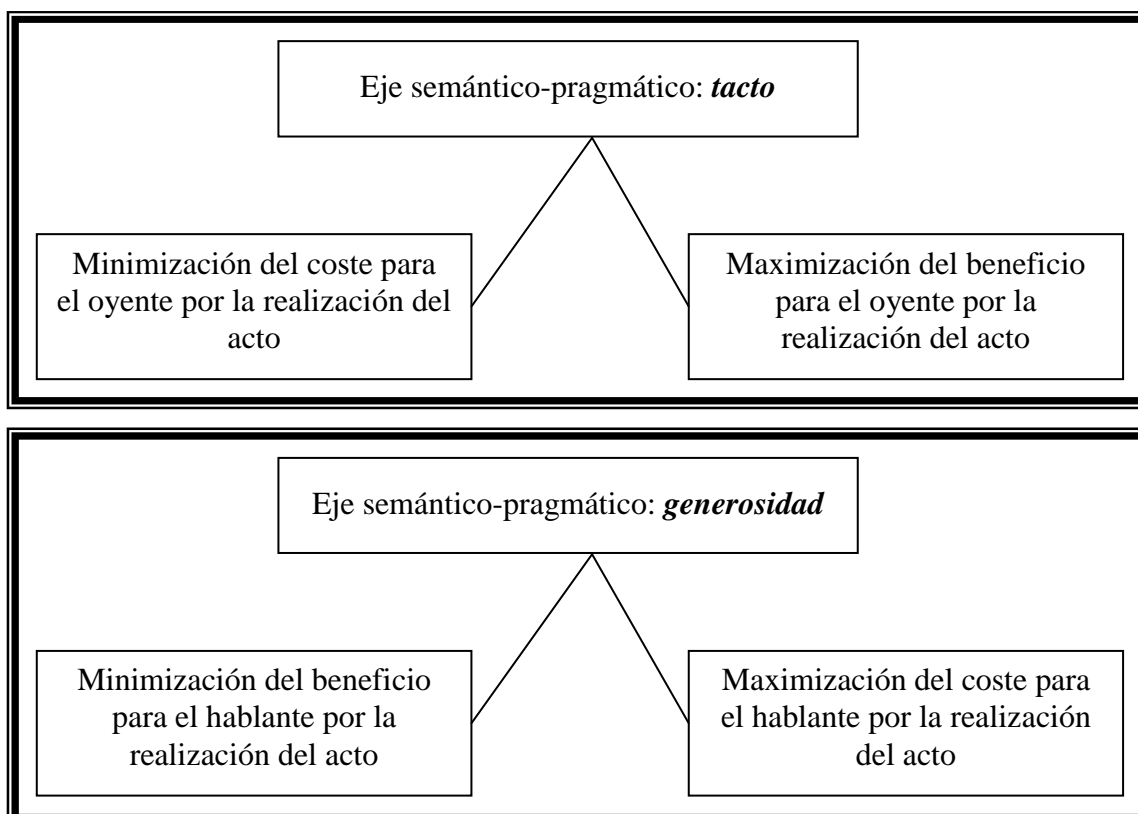 Eje semántico-pragmático: tacto
Minimización del coste para
el oyente por la realización del
acto
Maximización del beneficio
para el oyente por la
realización del acto
Eje semántico-pragmático: generosidad
Minimización del beneficio
para el hablante por la
realización del acto
Maximización del coste para
el hablante por la realización
del acto